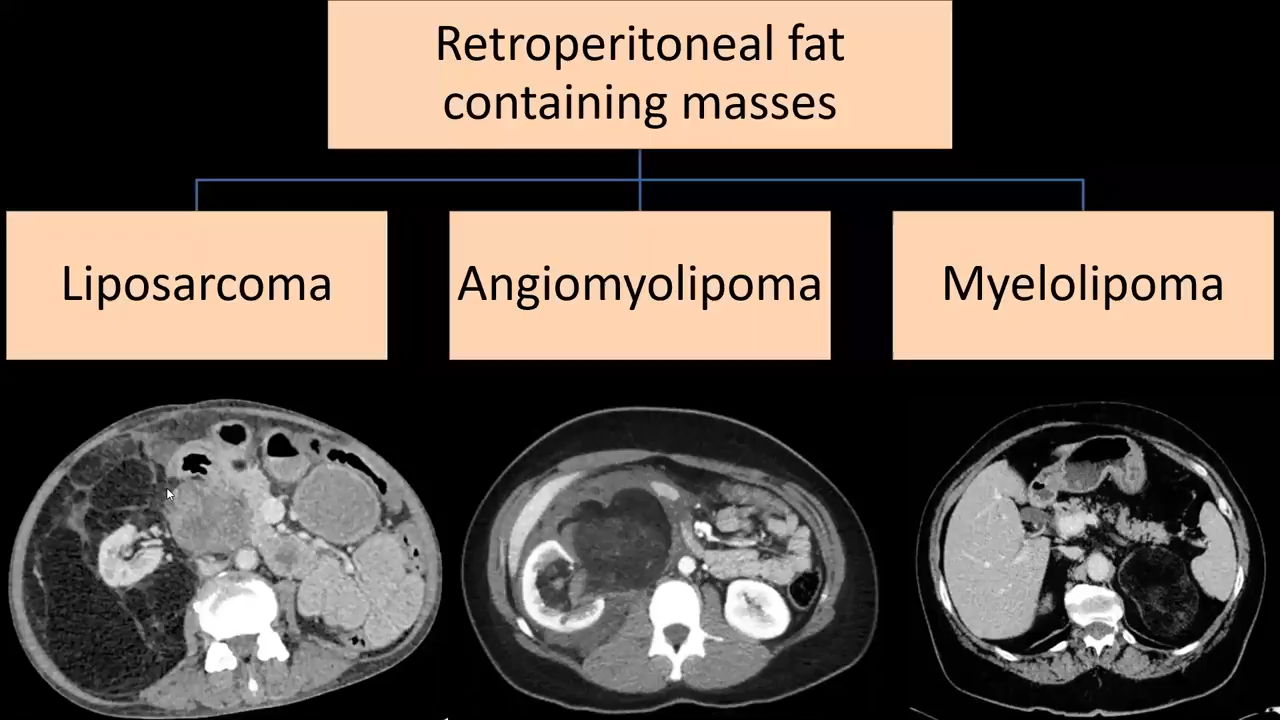 Retroperitoneal fat
containing masses
Liposarcoma
Angiomyolipoma
Myelolipoma